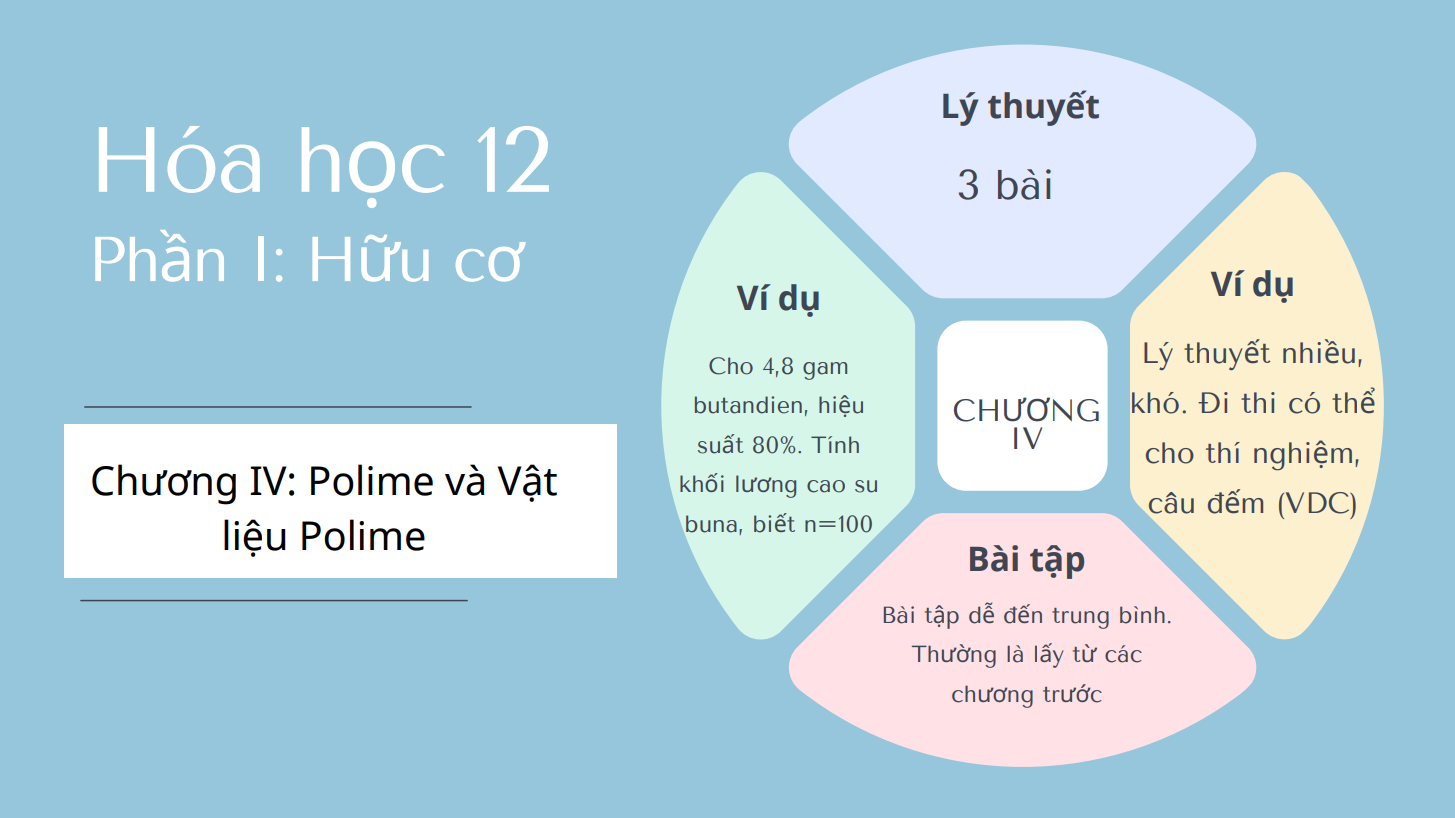 Hóa học 12
Phần I: Hữu cơ
Chương IV: Polime và Vật
liệu Polime
Lý thuyết
3 bài
Ví dụ
Cho 4,8 gam
butandien, hiệu
suất 80%. Tính
khối lương cao su
buna, biết n=100
CHƯƠNG
IV
Ví dụ
Lý thuyết nhiều,
khó. Đi thi có thể
cho thí nghiệm,
câu đếm (VDC)
Bài tập
Bài tập dễ đến trung bình.
Thường là lấy từ các
chương trước